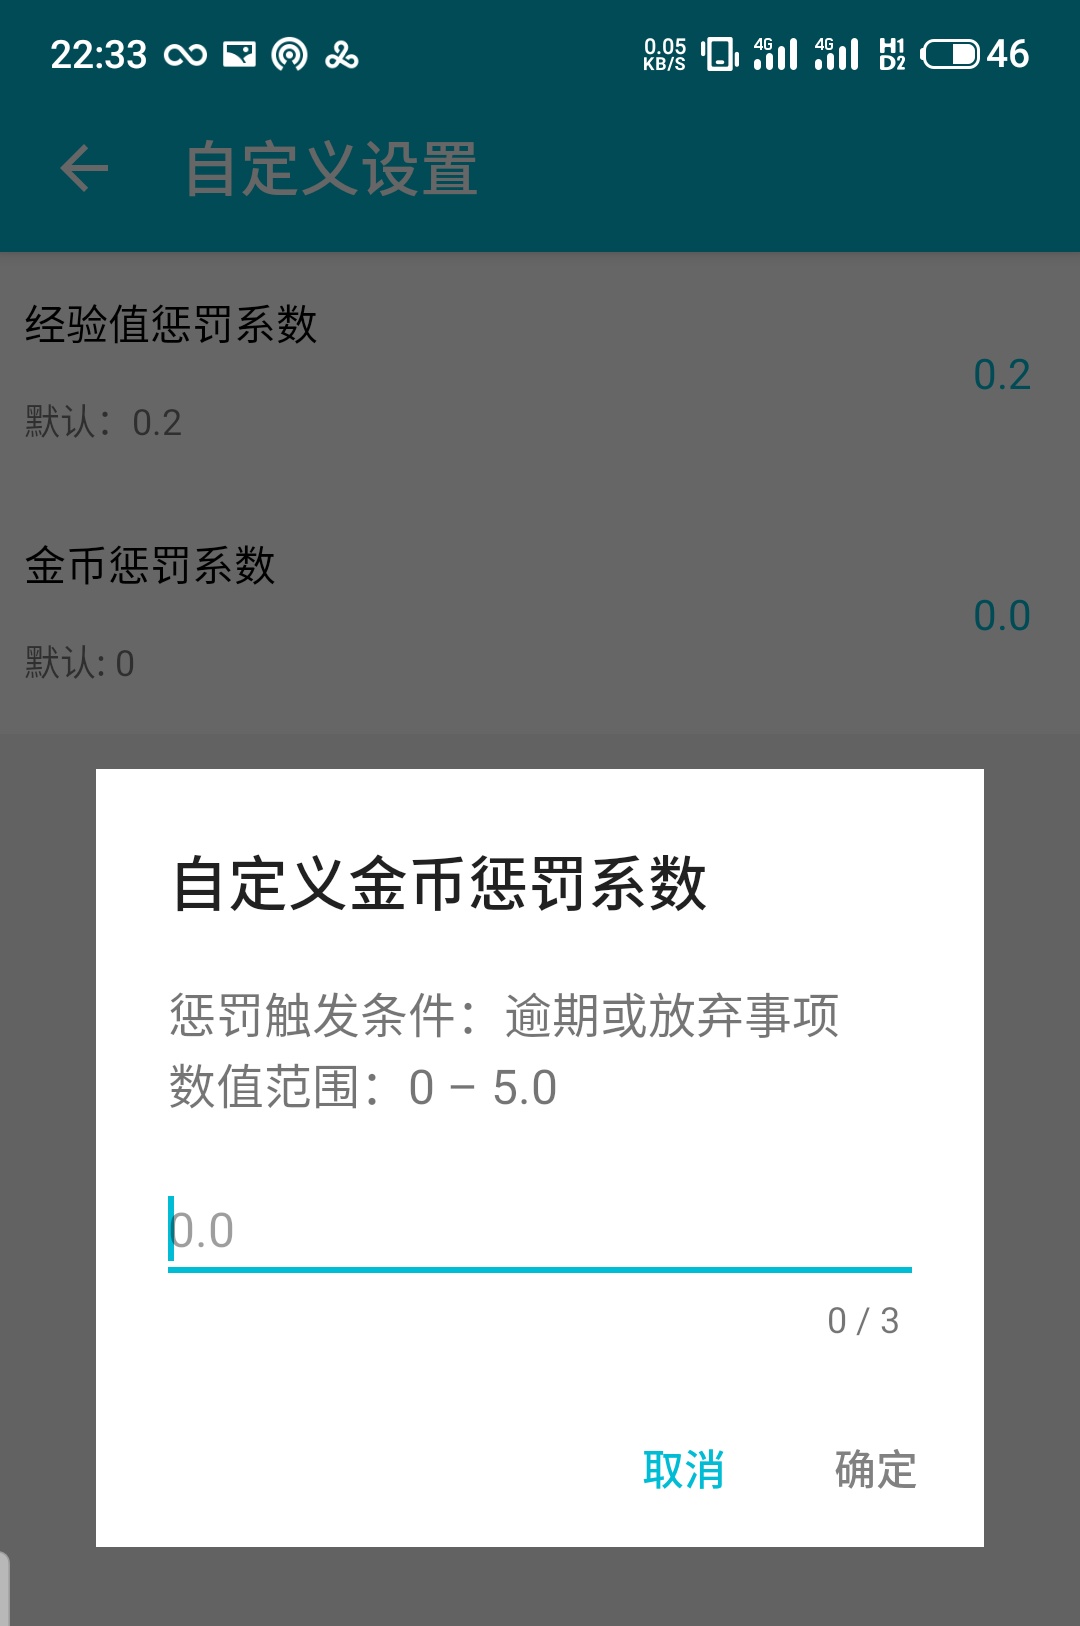 22:33 0.05 KB/S 4G 4G H1 D2 46
自定义设置
经验值惩罚系数
0.2
默认：0.2
金币惩罚系数
0.0
默认: 0
自定义金币惩罚系数
惩罚触发条件：逾期或放弃事项
数值范围：0 – 5.0
0.0
0 / 3
取消 确定